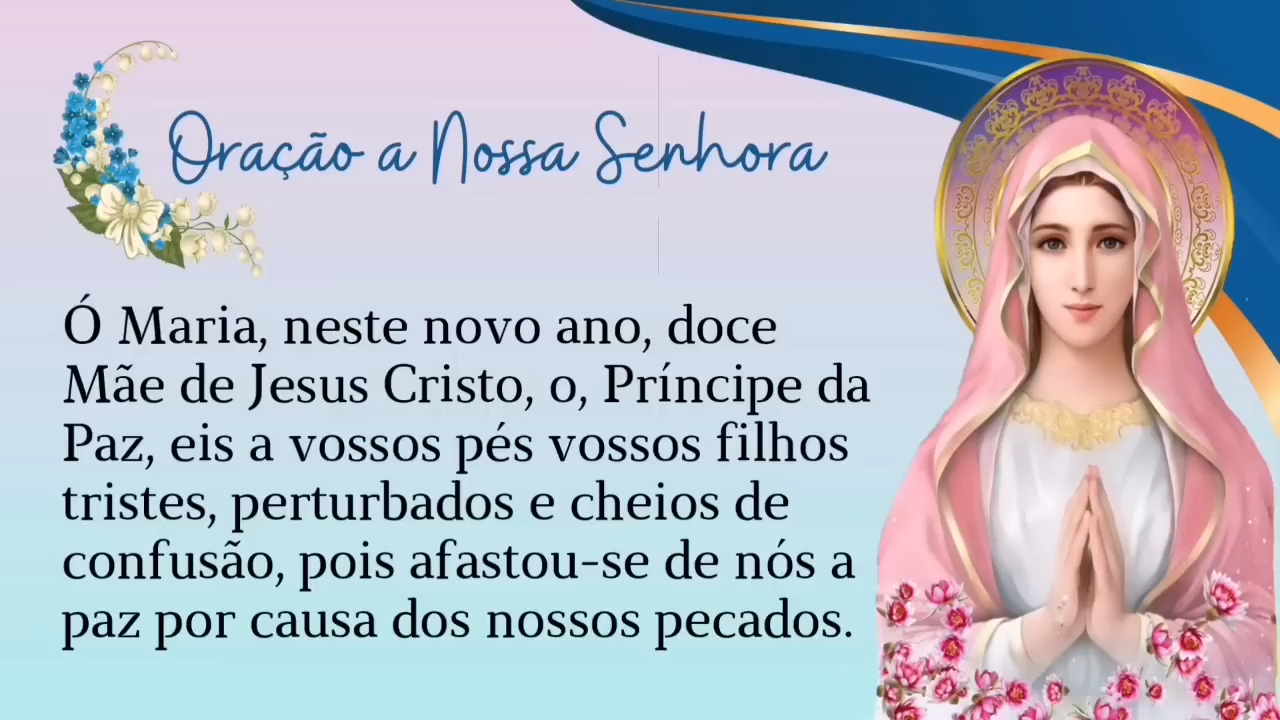 Oração a Nossa Senhora
Ó Maria, neste novo ano, doce
Mãe de Jesus Cristo, o, Príncipe da
Paz, eis a vossos pés vossos filhos
tristes, perturbados e cheios de
confusão, pois afastou-se de nós a
paz por causa dos nossos pecados.